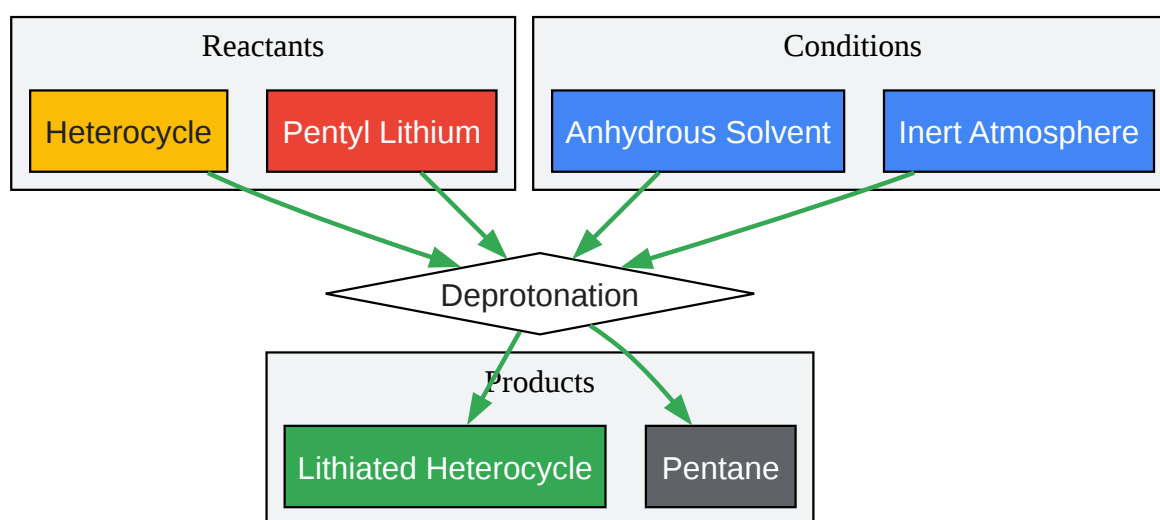 Reactants
Conditions
Heterocycle
Pentyl Lithium
Anhydrous Solvent
Inert Atmosphere
Deprotonation
Products
Lithiated Heterocycle
Pentane